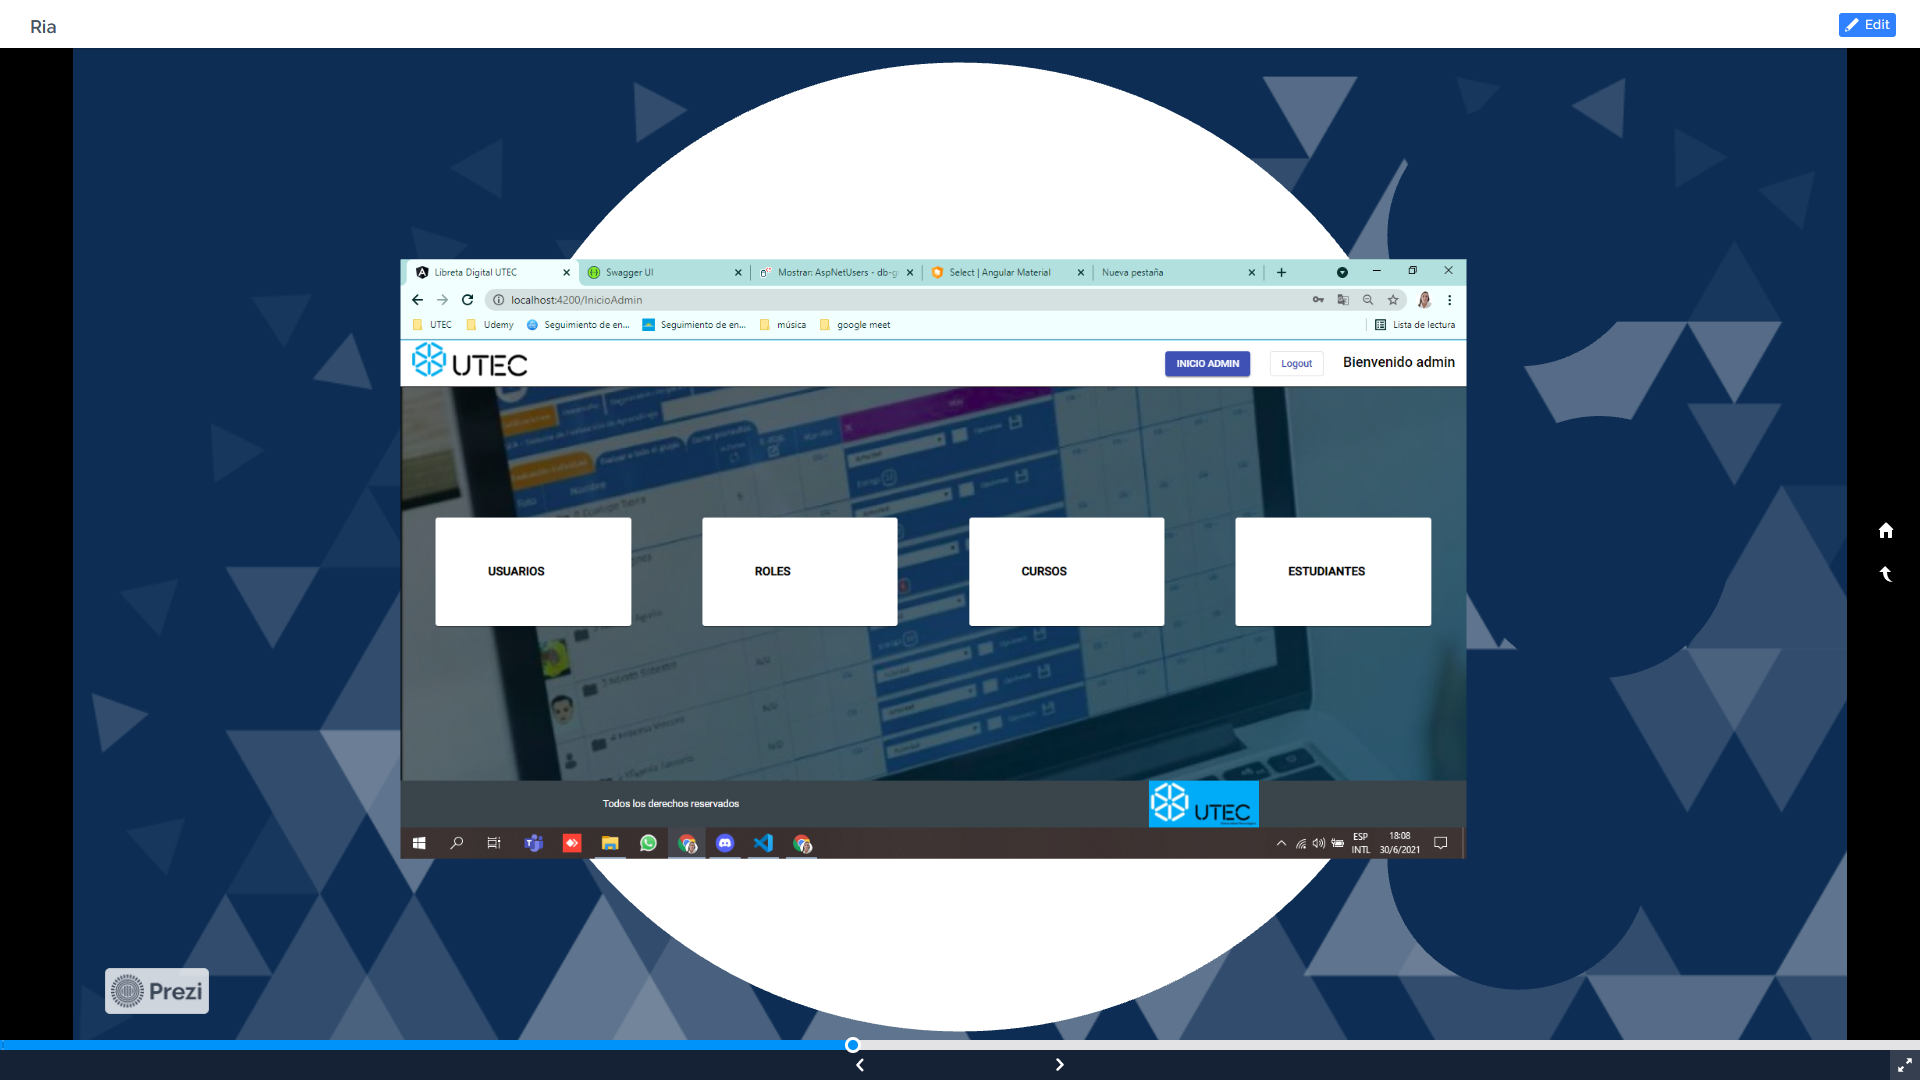 Ria
Edit
Libreta Digital UTEC
Swagger UI
Mostrar: AspNetUsers - db-g
Select | Angular Material
Nueva pestaña
localhost:4200/InicioAdmin
UTEC
Udemy
Seguimiento de en...
Seguimiento de en...
música
google meet
Lista de lectura
UTEC
INICIO ADMIN
Logout
Bienvenido admin
Nombre
USUARIOS
ROLES
CURSOS
ESTUDIANTES
Todos los derechos reservados
UTEC
ESP
INTL
18:08
30/6/2021
Prezi